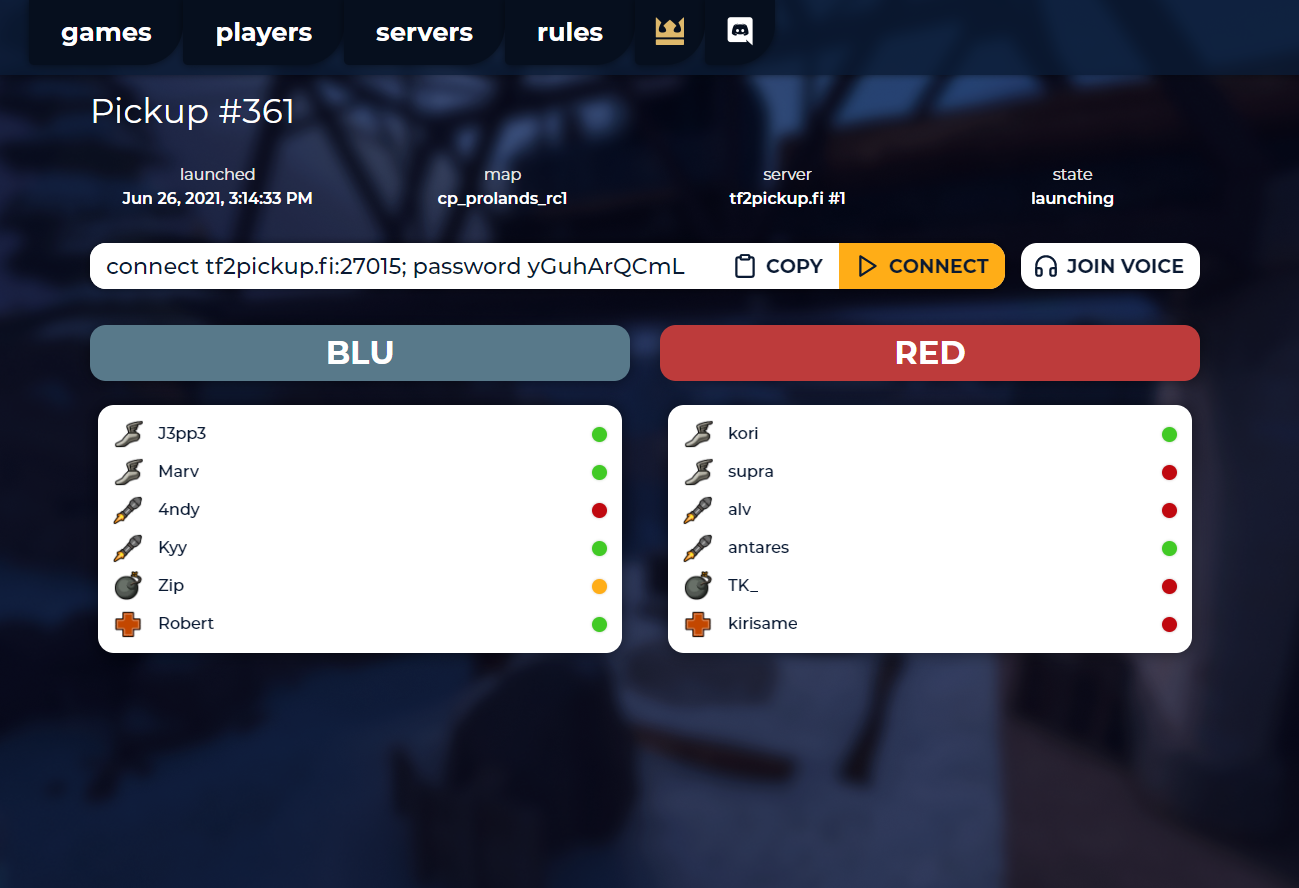 games players servers rules
Pickup #361
launched map server state
Jun 26, 2021, 3:14:33 PM cp_prolands_rc1 tf2pickup.fi #1 launching
connect tf2pickup.fi:27015; password yGuhArQCmL COPY CONNECT JOIN VOICE
BLU
J3pp3
Marv
4ndy
Kyy
Zip
Robert
RED
kori
supra
alv
antares
TK_
kirisame